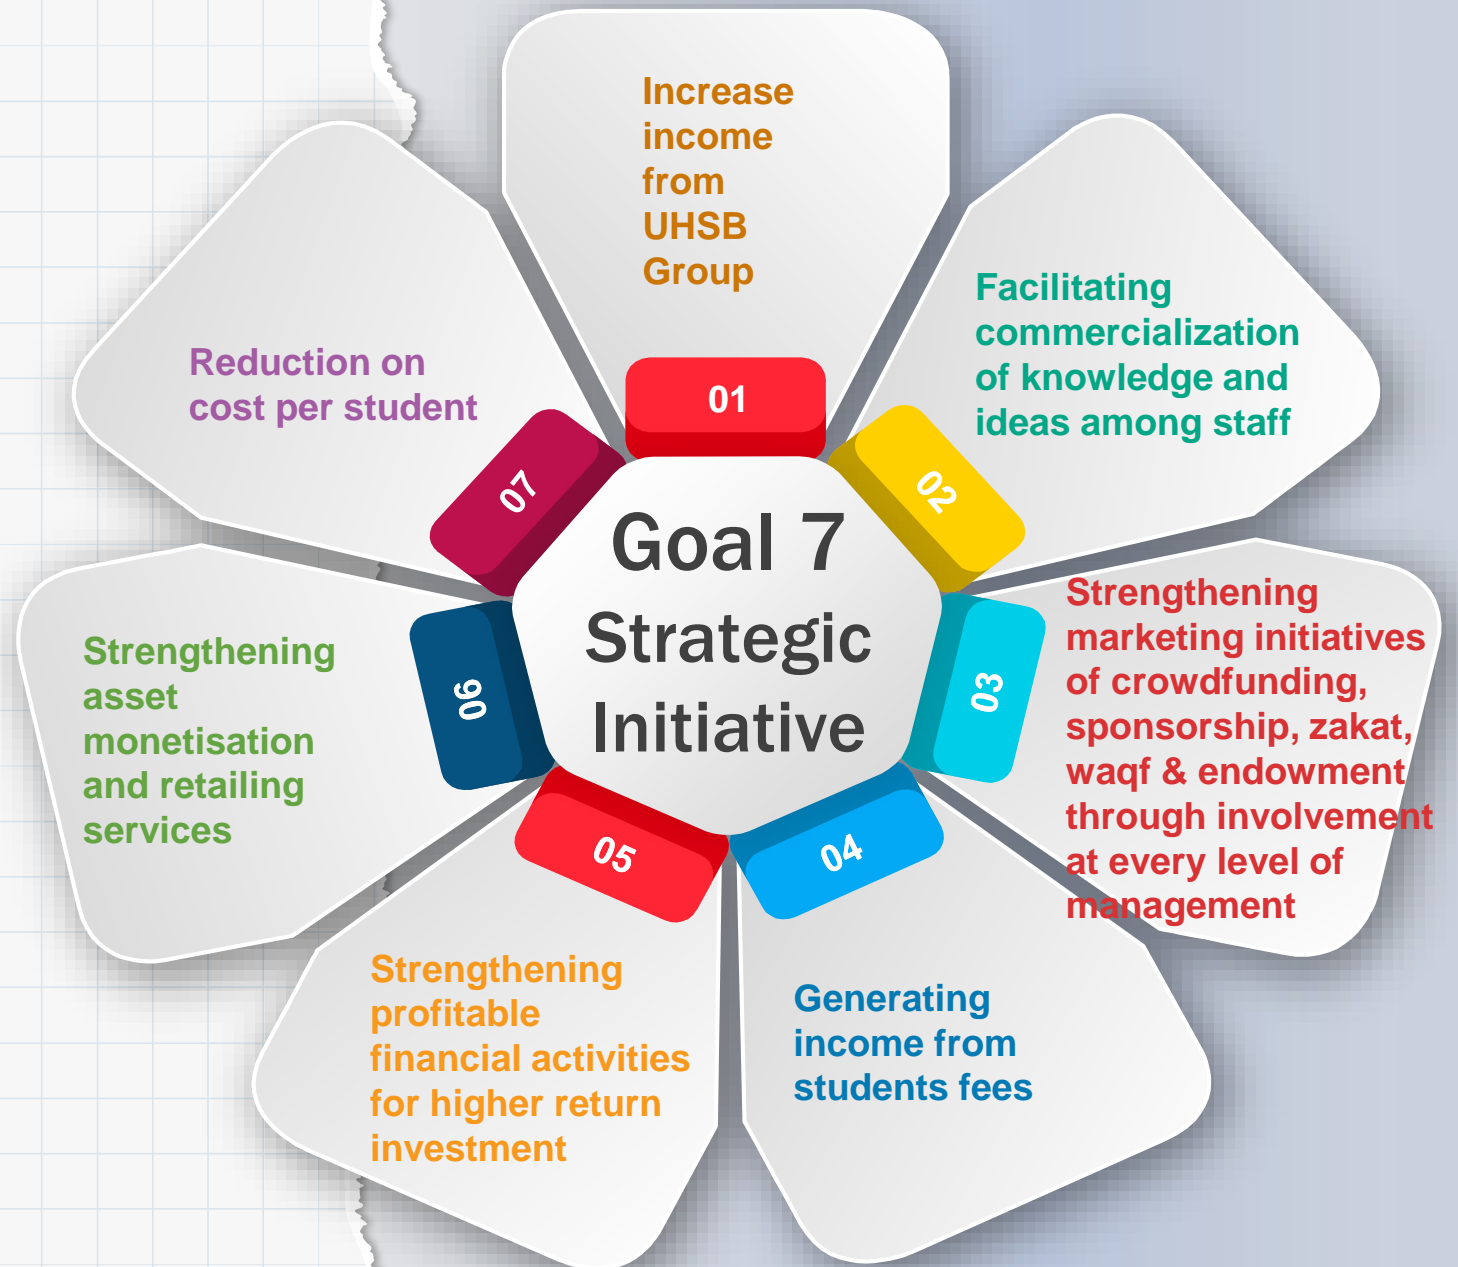 Goal 7
Strategic
Initiative
01
Increase
income
from
UHSB
Group
02
Facilitating
commercialization
of knowledge and
ideas among staff
03
Strengthening
marketing initiatives
of crowdfunding,
sponsorship, zakat,
waqf & endowment
through involvement
at every level of
management
04
Generating
income from
students fees
05
Strengthening
profitable
financial activities
for higher return
investment
06
Strengthening
asset
monetisation
and retailing
services
07
Reduction on
cost per student